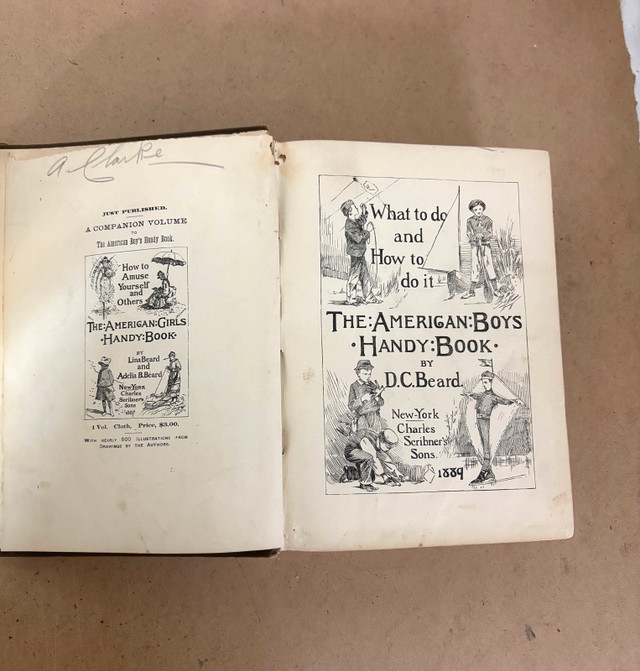 A Clarke
JUST PUBLISHED.
A COMPANION VOLUME
TO
The American Boy's Handy Book.
How to
Amuse
Yourself
and
Others
THE:AMERICAN:GIRLS
·HANDY:BOOK·
BY
Lina Beard
and
Adelia B. Beard
New-York
Charles
Scribner's
Sons
1887
1 Vol. Cloth, Price, $3.00.
WITH NEARLY 500 ILLUSTRATIONS FROM
DRAWINGS BY THE AUTHORS.
What to do
and
How to
do it
THE:AMERICAN:BOYS
·HANDY:BOOK·
BY
D.C. Beard.
New-York
Charles
Scribner's
Sons.
1889